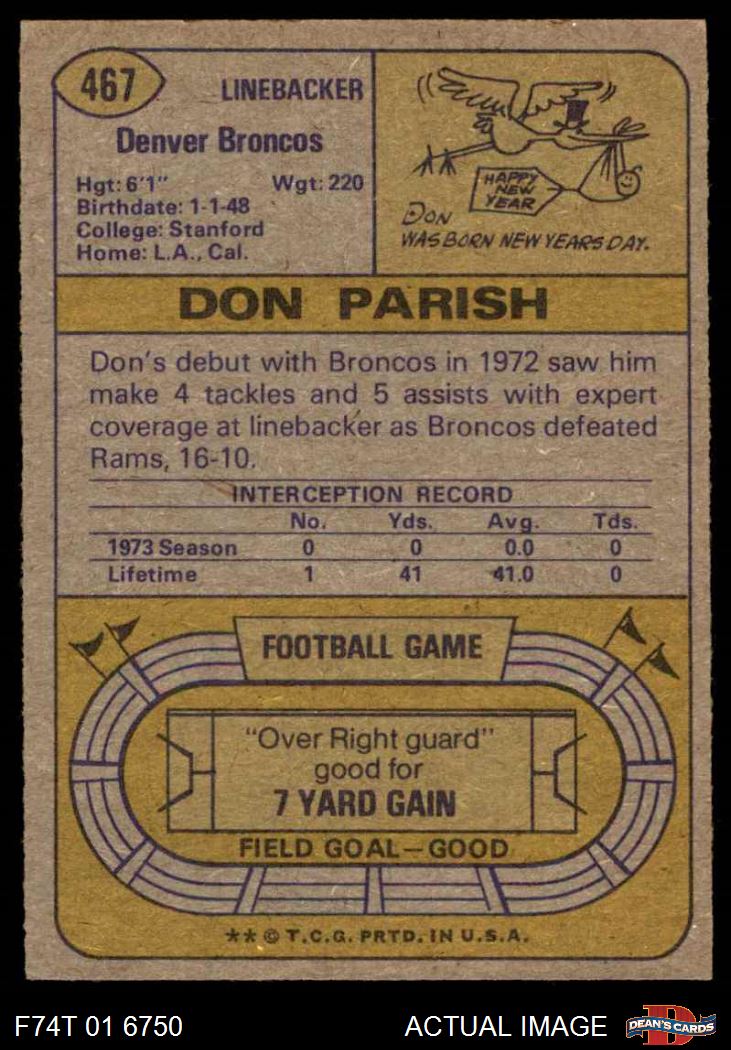 467
LINEBACKER
Denver Broncos
Hgt: 6'1" Wgt: 220
Birthdate: 1-1-48
College: Stanford
Home: L.A., Cal.
HAPPY
NEW
YEAR
DON
WAS BORN NEW YEARS DAY.
DON PARISH
Don's debut with Broncos in 1972 saw him
make 4 tackles and 5 assists with expert
coverage at linebacker as Broncos defeated
Rams, 16-10.
INTERCEPTION RECORD
No. Yds. Avg. Tds.
1973 Season 0 0 0.0 0
Lifetime 1 41 41.0 0
FOOTBALL GAME
"Over Right guard"
good for
7 YARD GAIN
FIELD GOAL—GOOD
** © T.C.G. PRTD. IN U.S.A.
F74T 01 6750 ACTUAL IMAGE
D
DEAN'S CARDS